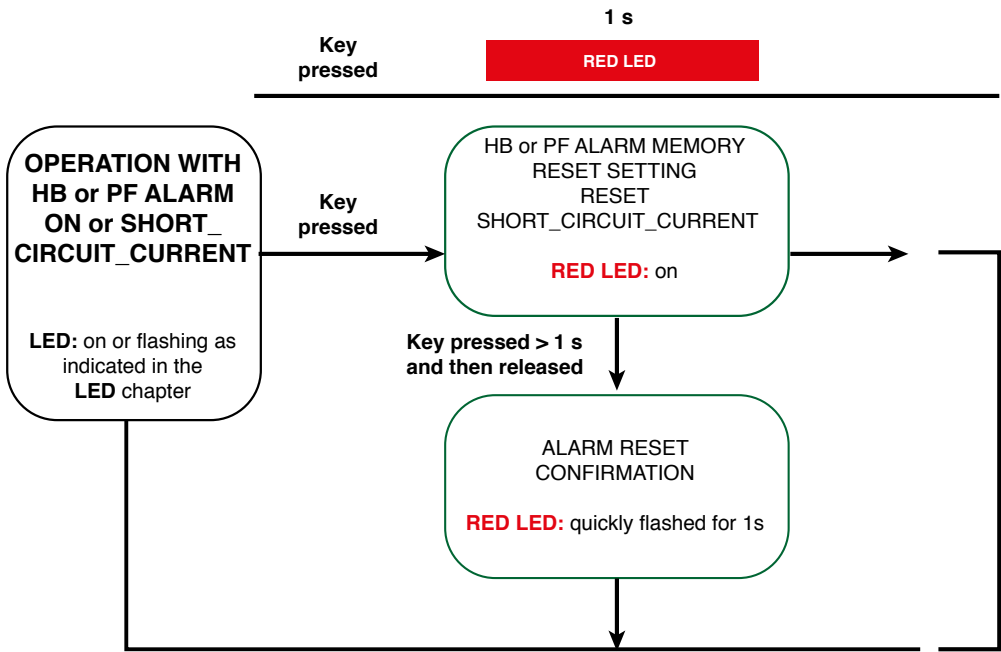 1 s
Key
pressed
RED LED
OPERATION WITH
HB or PF ALARM
ON or SHORT_
CIRCUIT_CURRENT
LED: on or flashing as
indicated in the
LED chapter
Key
pressed
HB or PF ALARM MEMORY
RESET SETTING
RESET
SHORT_CIRCUIT_CURRENT
RED LED: on
Key pressed > 1 s
and then released
ALARM RESET
CONFIRMATION
RED LED: quickly flashed for 1s